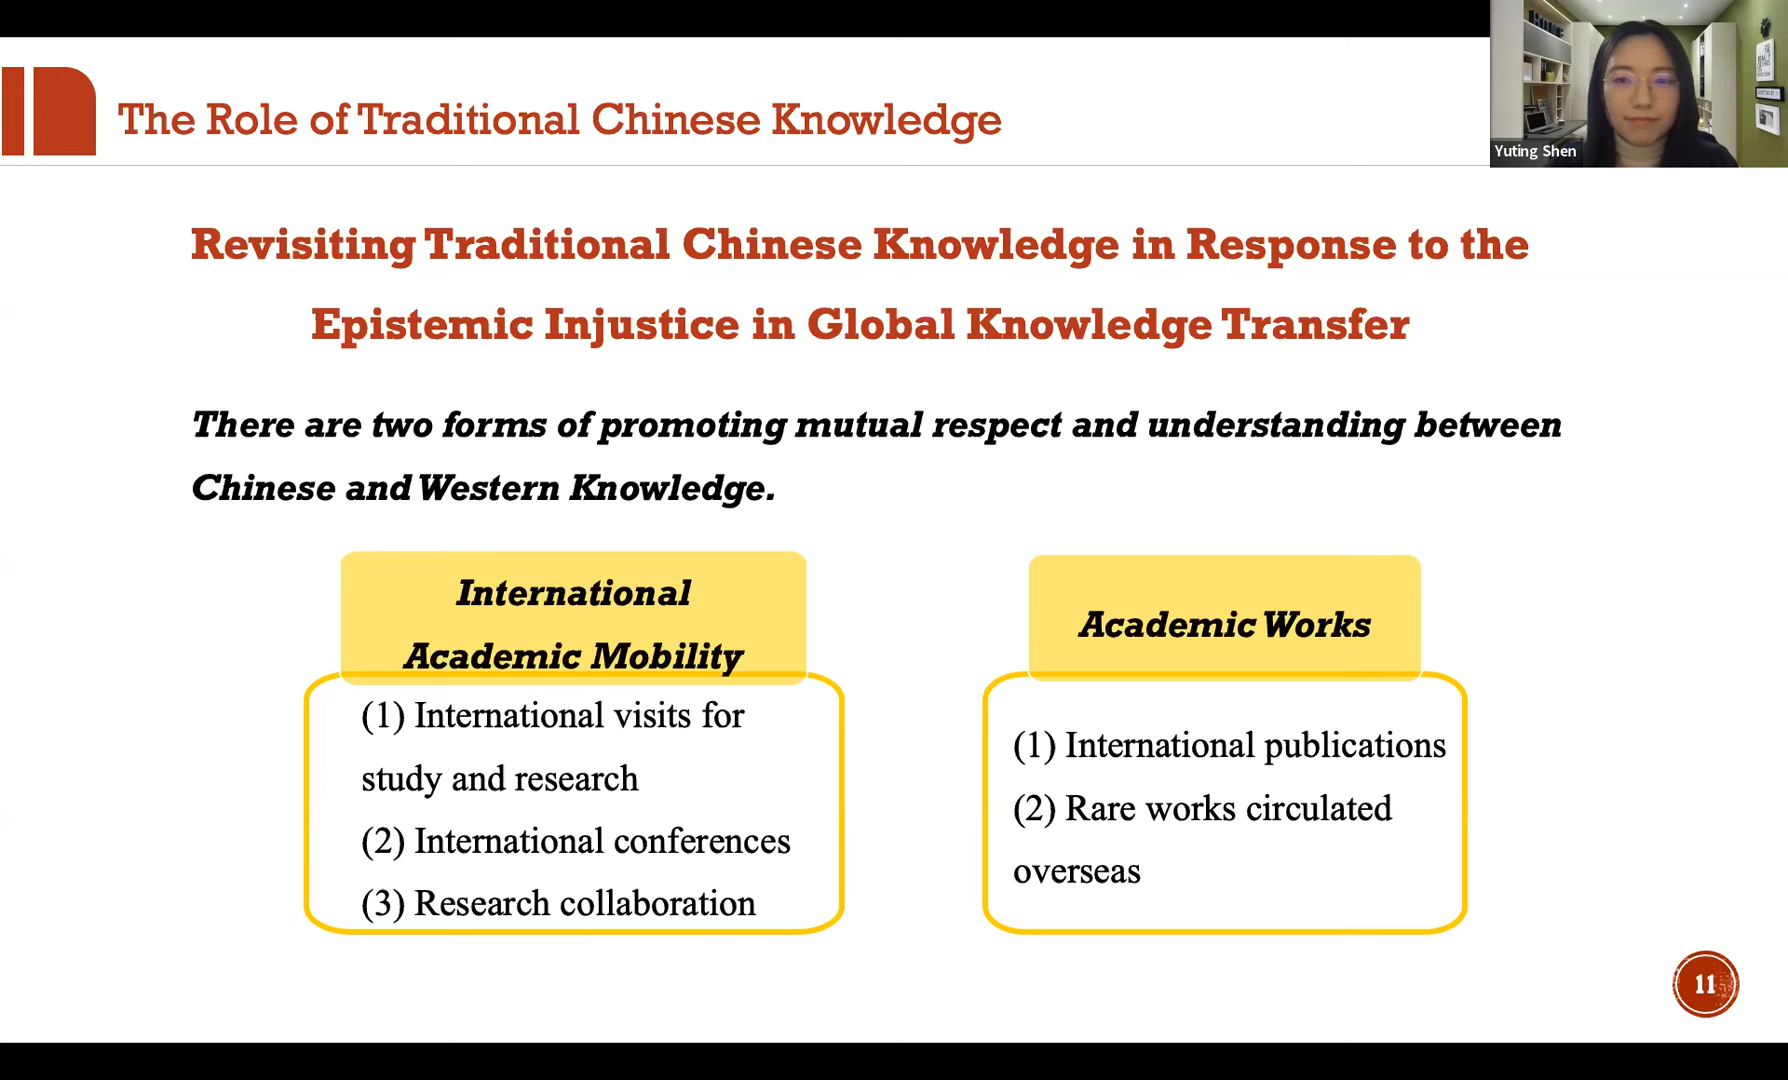 The Role of Traditional Chinese Knowledge
Yuting Shen
Revisiting Traditional Chinese Knowledge in Response to the
Epistemic Injustice in Global Knowledge Transfer
There are two forms of promoting mutual respect and understanding between
Chinese and Western Knowledge.
International
Academic Mobility
(1) International visits for
study and research
(2) International conferences
(3) Research collaboration
Academic Works
(1) International publications
(2) Rare works circulated
overseas
11